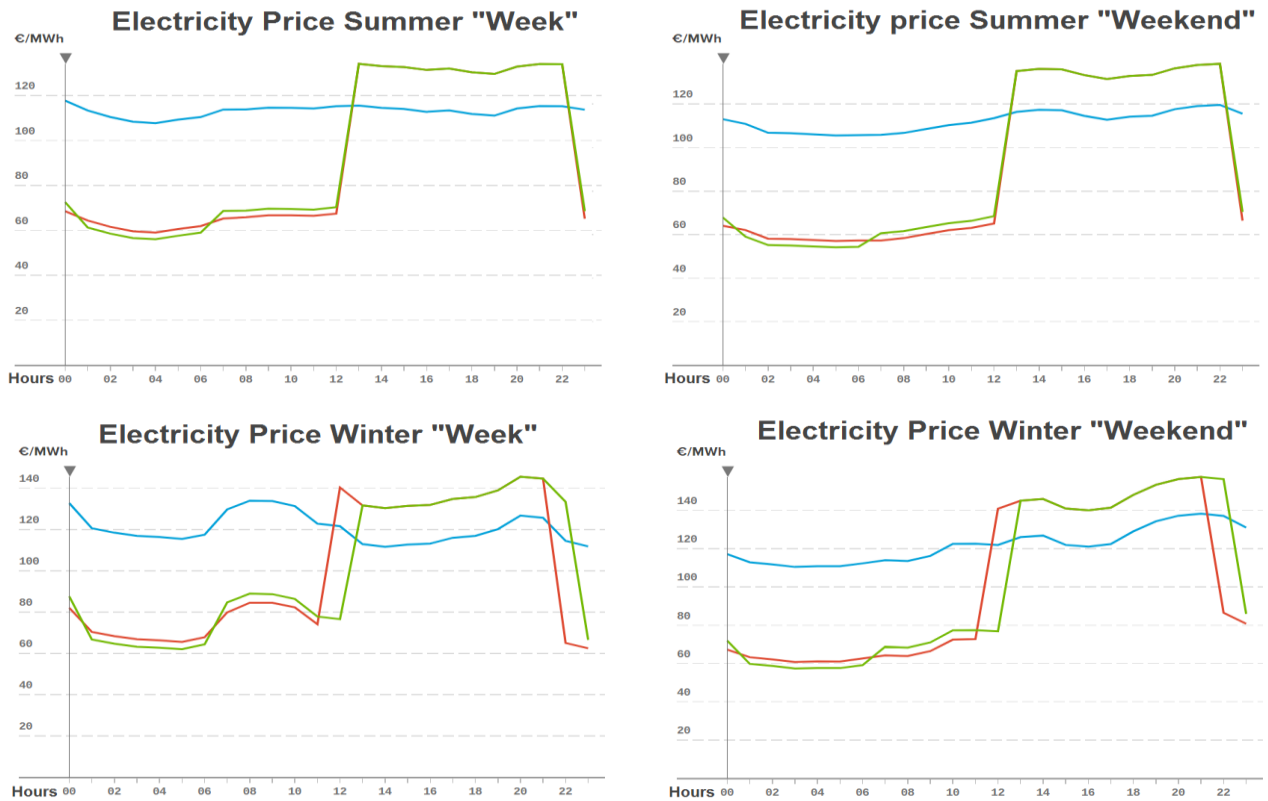 Electricity Price Summer "Week"
€/MWh
120
100
80
60
40
20
Hours 00 02 04 06 08 10 12 14 16 18 20 22
Electricity price Summer "Weekend"
€/MWh
120
100
80
60
40
20
Hours 00 02 04 06 08 10 12 14 16 18 20 22
Electricity Price Winter "Week"
€/MWh
140
120
100
80
60
40
20
Hours 00 02 04 06 08 10 12 14 16 18 20 22
Electricity Price Winter "Weekend"
€/MWh
140
120
100
80
60
40
20
Hours 00 02 04 06 08 10 12 14 16 18 20 22